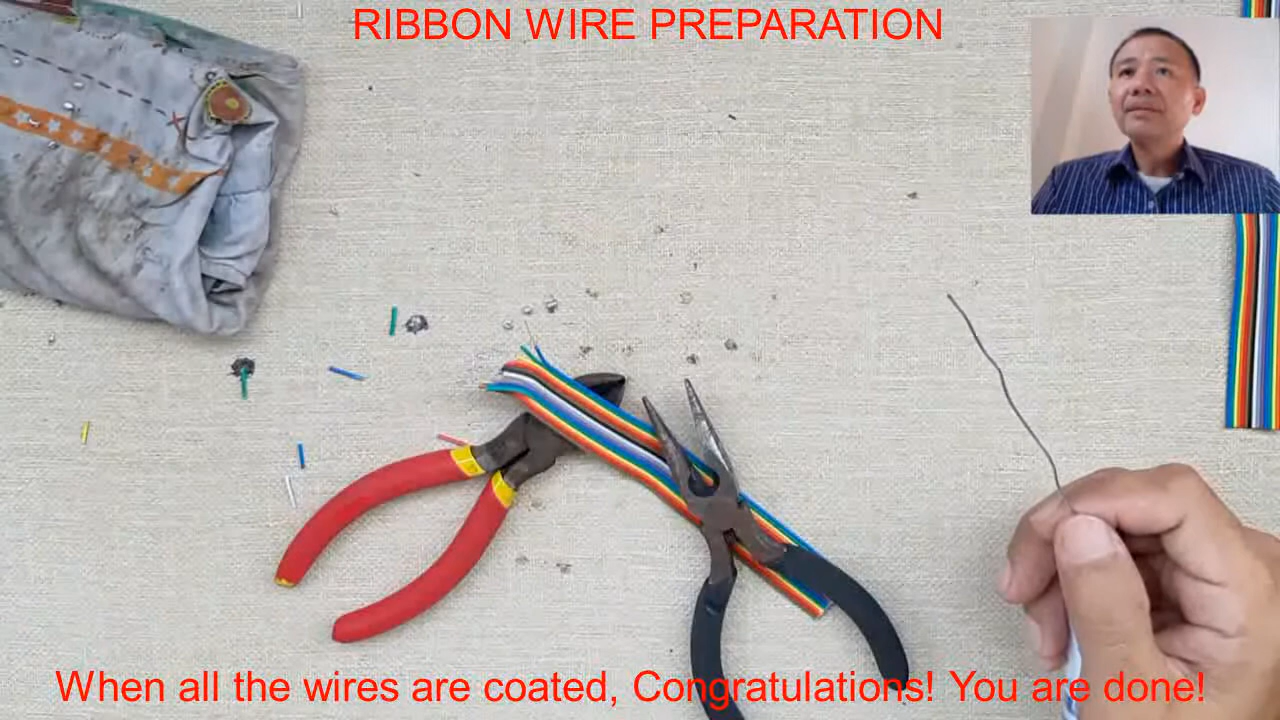 RIBBON WIRE PREPARATION
When all the wires are coated, Congratulations! You are done!